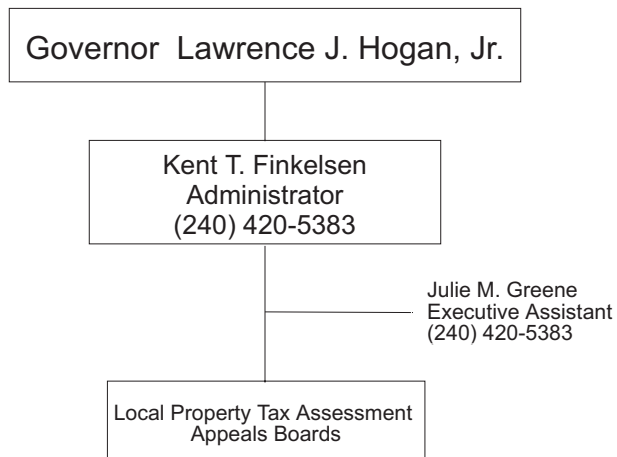 Governor Lawrence J. Hogan, Jr.
Kent T. Finkelsen
Administrator
(240) 420-5383
Julie M. Greene
Executive Assistant
(240) 420-5383
Local Property Tax Assessment
Appeals Boards